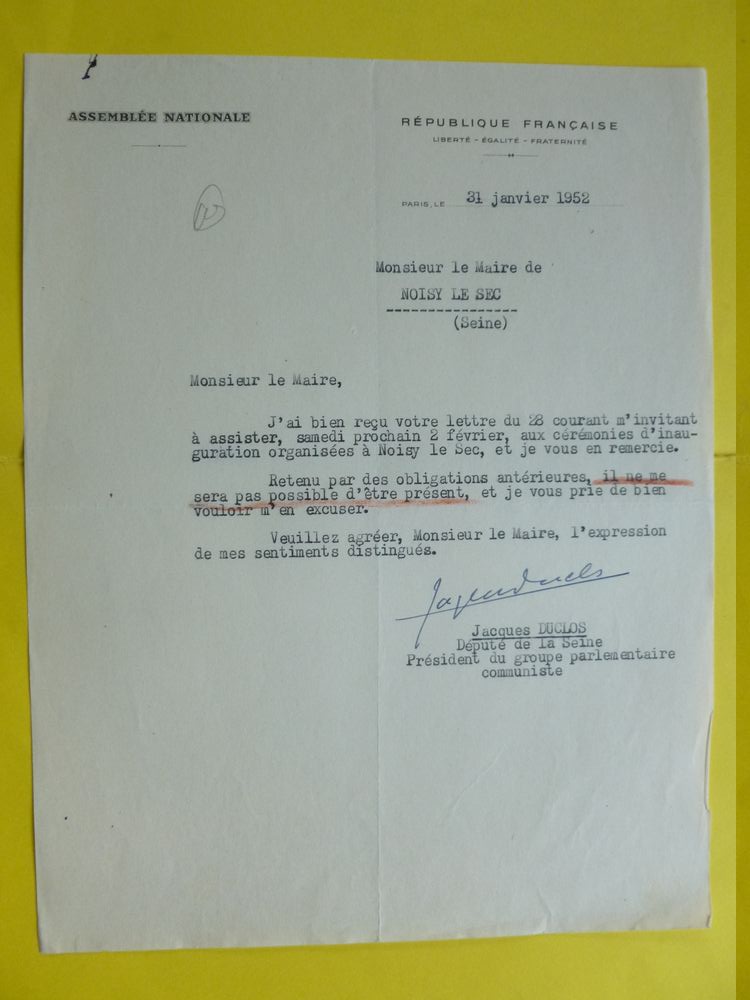 ASSEMBLÉE NATIONALE
RÉPUBLIQUE FRANÇAISE
LIBERTÉ - ÉGALITÉ - FRATERNITÉ
PARIS, LE 31 janvier 1952
Monsieur le Maire de
NOISY LE SEC
----------------
(Seine)
Monsieur le Maire,
J'ai bien reçu votre lettre du 28 courant m'invitant
à assister, samedi prochain 2 février, aux cérémonies d'inau-
guration organisées à Noisy le Sec, et je vous en remercie.
Retenu par des obligations antérieures, il ne me
sera pas possible d'être présent, et je vous prie de bien
vouloir m'en excuser.
Veuillez agréer, Monsieur le Maire, l'expression
de mes sentiments distingués.
Jacques Duclos
Jacques DUCLOS
Député de la Seine
Président du groupe parlementaire
communiste